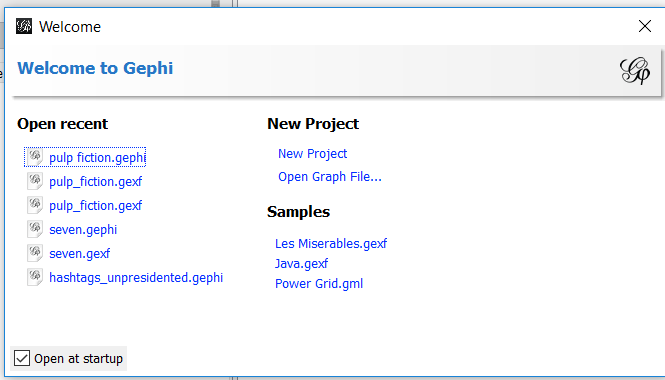 Welcome
Welcome to Gephi
Open recent
pulp fiction.gephi
pulp_fiction.gexf
pulp_fiction.gexf
seven.gephi
seven.gexf
hashtags_unpresidented.gephi
New Project
New Project
Open Graph File...
Samples
Les Miserables.gexf
Java.gexf
Power Grid.gml
Open at startup